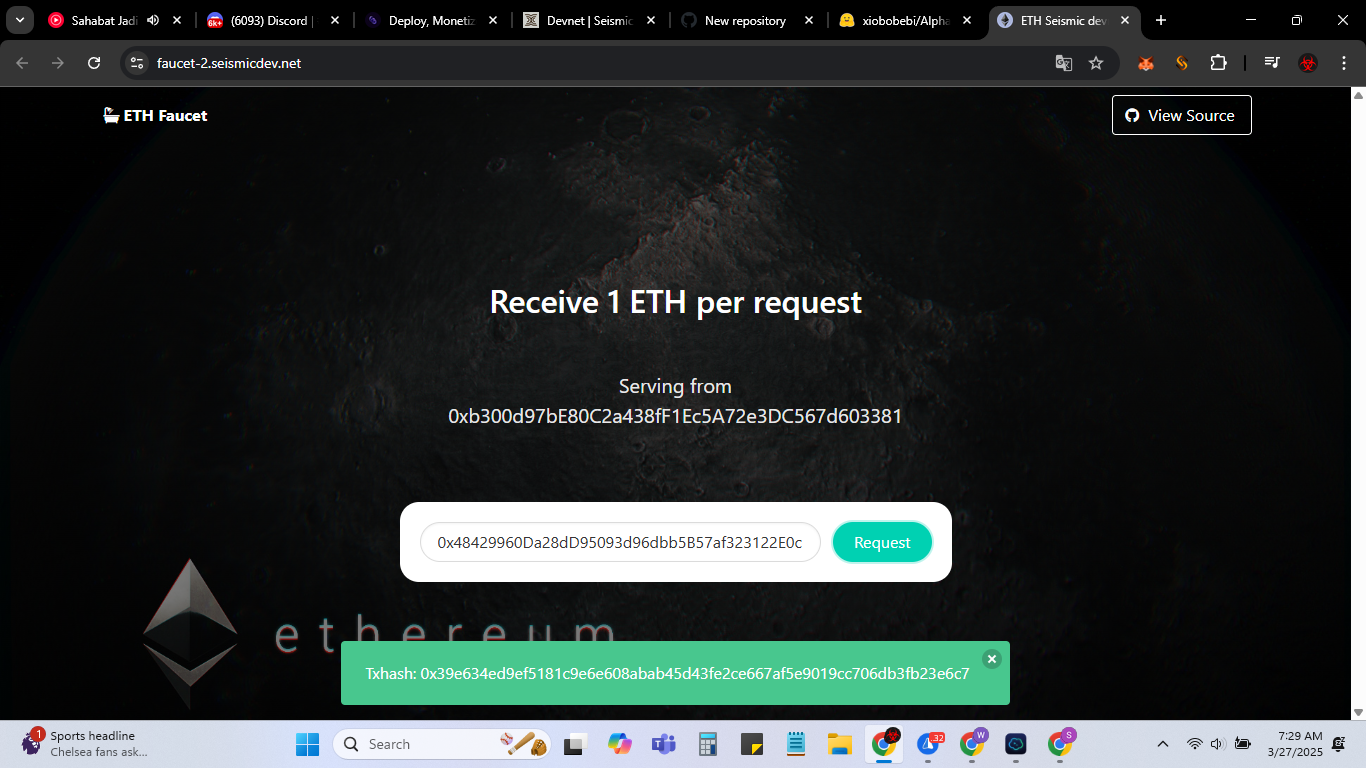 Sahabat Jadi
(6093) Discord |
Deploy, Monetiz
Devnet | Seismic
New repository
xiobobebi/Alpha
ETH Seismic dev
faucet-2.seismicdev.net
ETH Faucet
View Source
Receive 1 ETH per request
Serving from
0xb300d97bE80C2a438fF1Ec5A72e3DC567d603381
0x48429960Da28dD95093d96dbb5B57af323122E0c
Request
ethereum
Txhash: 0x39e634ed9ef5181c9e6e608abab45d43fe2ce667af5e9019cc706db3fb23e6c7
1
Sports headline
Chelsea fans ask...
Search
32
W
S
7:29 AM
3/27/2025